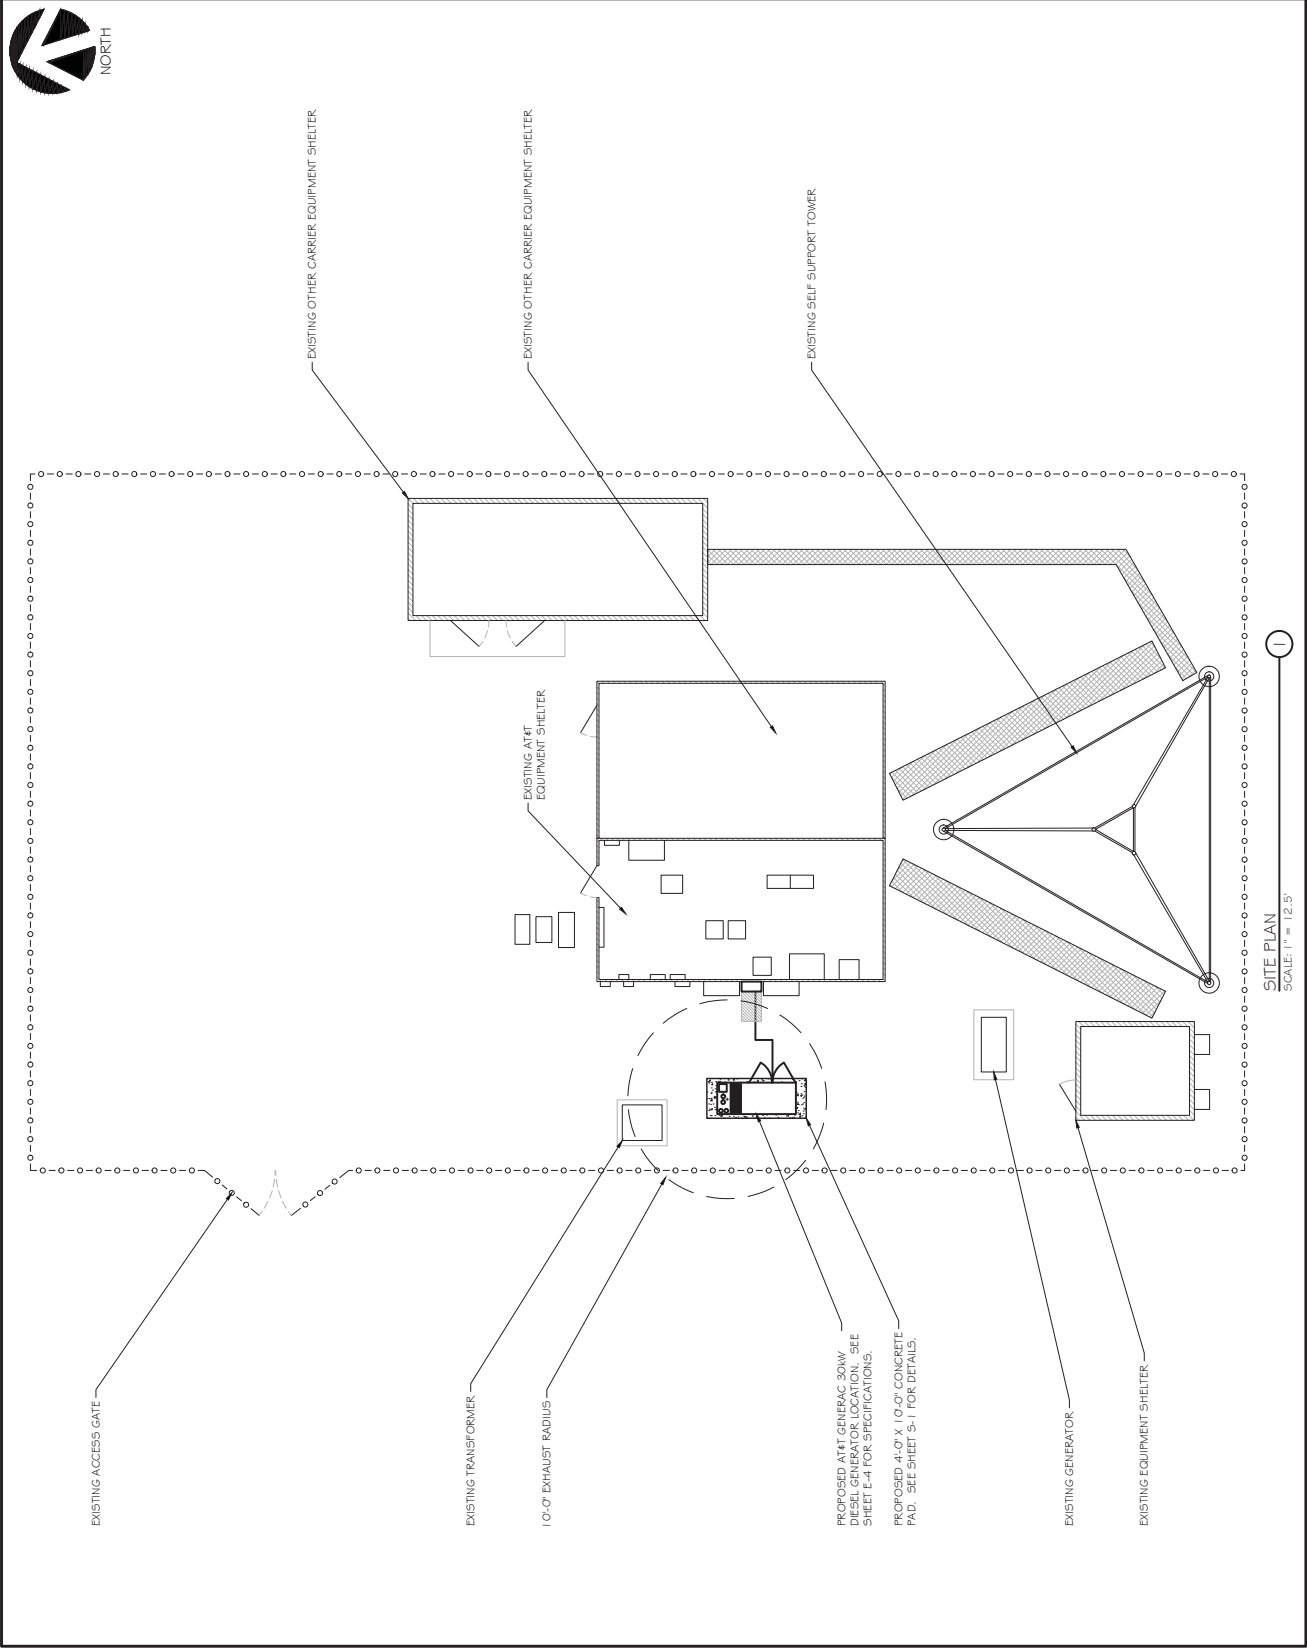 NORTH
EXISTING OTHER CARRIER EQUIPMENT SHELTER
EXISTING OTHER CARRIER EQUIPMENT SHELTER
EXISTING SELF SUPPORT TOWER
EXISTING AT&T
EQUIPMENT SHELTER
EXISTING ACCESS GATE
EXISTING TRANSFORMER
10'-0" EXHAUST RADIUS
PROPOSED AT&T GENERAC 30kW
DIESEL GENERATOR LOCATION. SEE
SHEET E-4 FOR SPECIFICATIONS.
PROPOSED 4'-0" X 10'-0" CONCRETE
PAD. SEE SHEET S-1 FOR DETAILS.
EXISTING GENERATOR
EXISTING EQUIPMENT SHELTER
SITE PLAN
SCALE: 1" = 12.5'
1